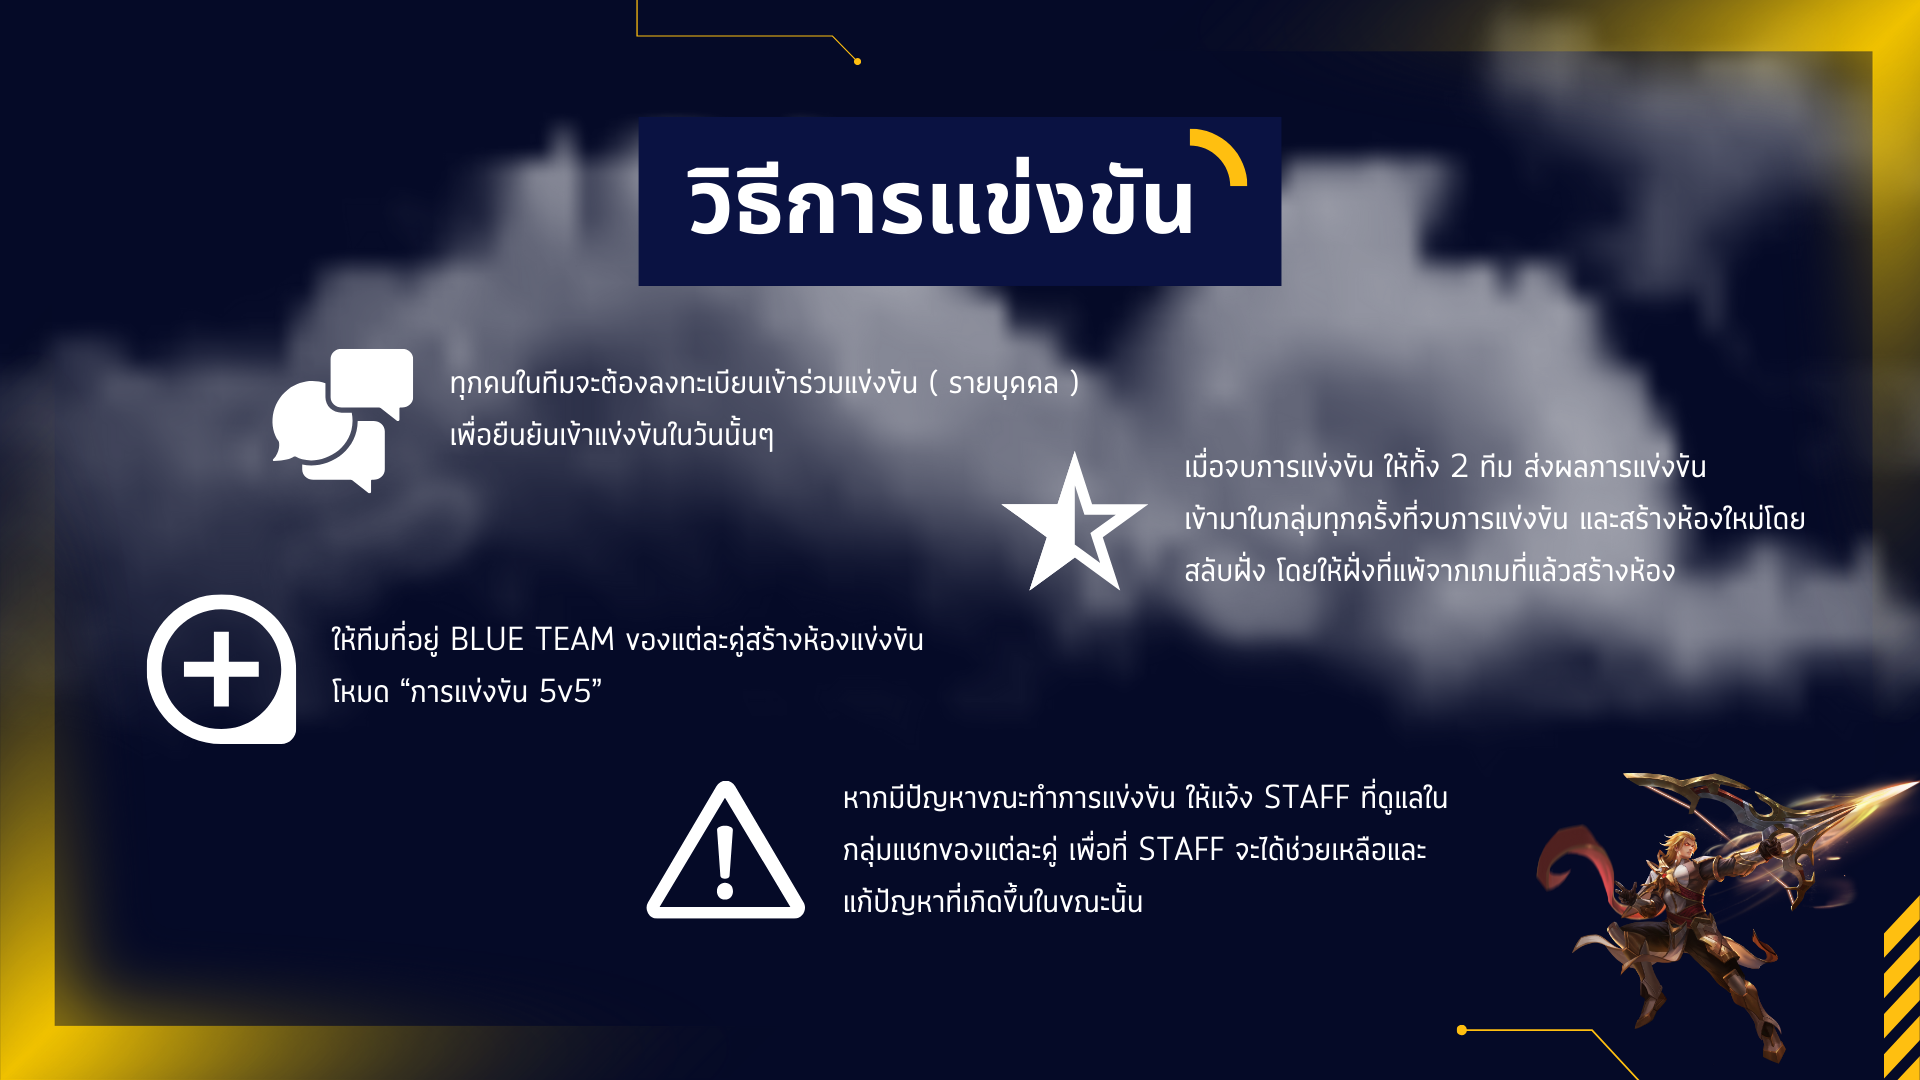 วิธีการแข่งขัน
ทุกคนในทีมจะต้องลงทะเบียนเข้าร่วมแข่งขัน ( รายบุคคล )
เพื่อยืนยันเข้าแข่งขันในวันนั้นๆ
เมื่อจบการแข่งขัน ให้ทั้ง 2 ทีม ส่งผลการแข่งขัน
เข้ามาในกลุ่มทุกครั้งที่จบการแข่งขัน และสร้างห้องใหม่โดย
สลับฝั่ง โดยให้ฝั่งที่แพ้จากเกมที่แล้วสร้างห้อง
ให้ทีมที่อยู่ BLUE TEAM ของแต่ละคู่สร้างห้องแข่งขัน
โหมด “การแข่งขัน 5v5”
หากมีปัญหาขณะทำการแข่งขัน ให้แจ้ง STAFF ที่ดูแลใน
กลุ่มแชทของแต่ละคู่ เพื่อที่ STAFF จะได้ช่วยเหลือและ
แก้ปัญหาที่เกิดขึ้นในขณะนั้น